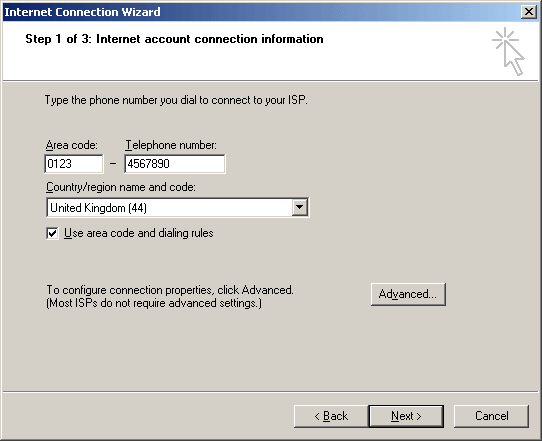 Internet Connection Wizard
Step 1 of 3: Internet account connection information
Type the phone number you dial to connect to your ISP.
Area code: Telephone number:
0123 – 4567890
Country/region name and code:
United Kingdom (44)
Use area code and dialing rules
To configure connection properties, click Advanced.
(Most ISPs do not require advanced settings.)
Advanced...
< Back Next > Cancel